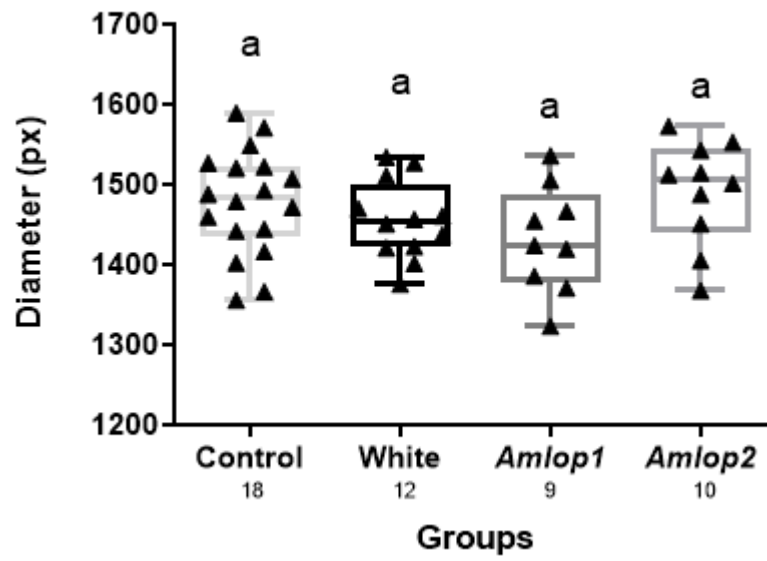 1700
1600
1500
1400
1300
1200
Diameter (px)
a
a
a
a
Control
White
Amlop1
Amlop2
18
12
9
10
Groups